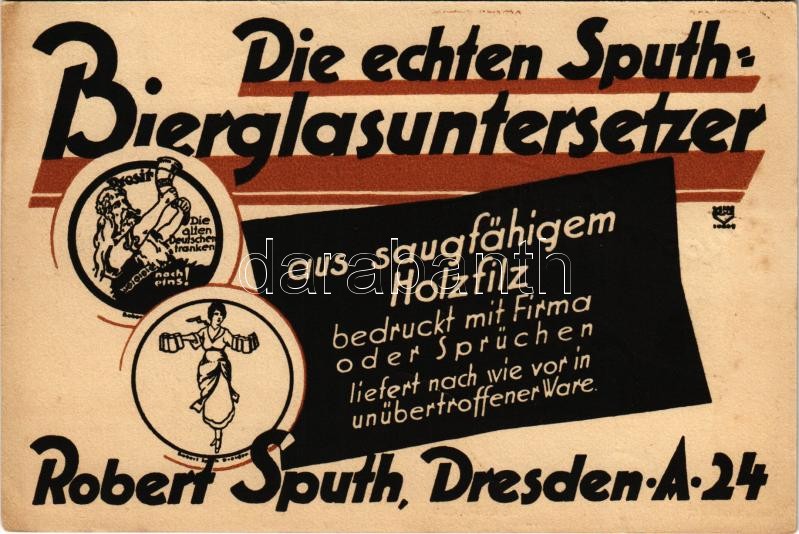 Die echten Sputh=
Bierglasuntersetzer
Prosit
Die
alten
Deutschen
tranken
noch
eins!
aus saugfähigem
Holzfilz
bedruckt mit Firma
oder Sprüchen
liefert nach wie vor in
unübertroffener Ware.
darabanth
Robert Sputh, Dresden·A·24